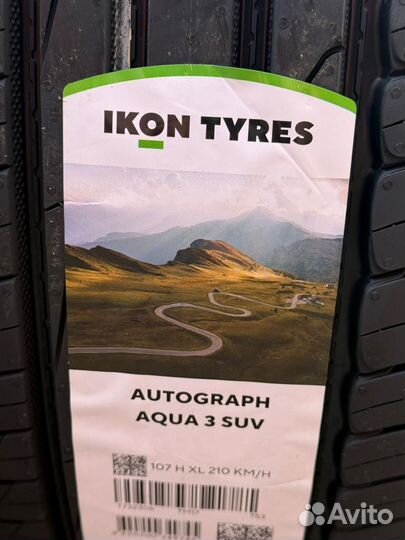 IKON TYRES
AUTOGRAPH
AQUA 3 SUV
107 H XL 210 KM/H
Avito